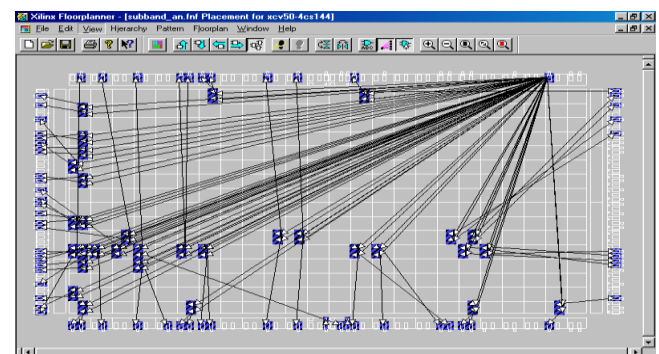 Xilinx Floorplanner - [subband_an.fnf Placement for xcv50-4cs144]
File Edit View Hierarchy Pattern Floorplan Window Help